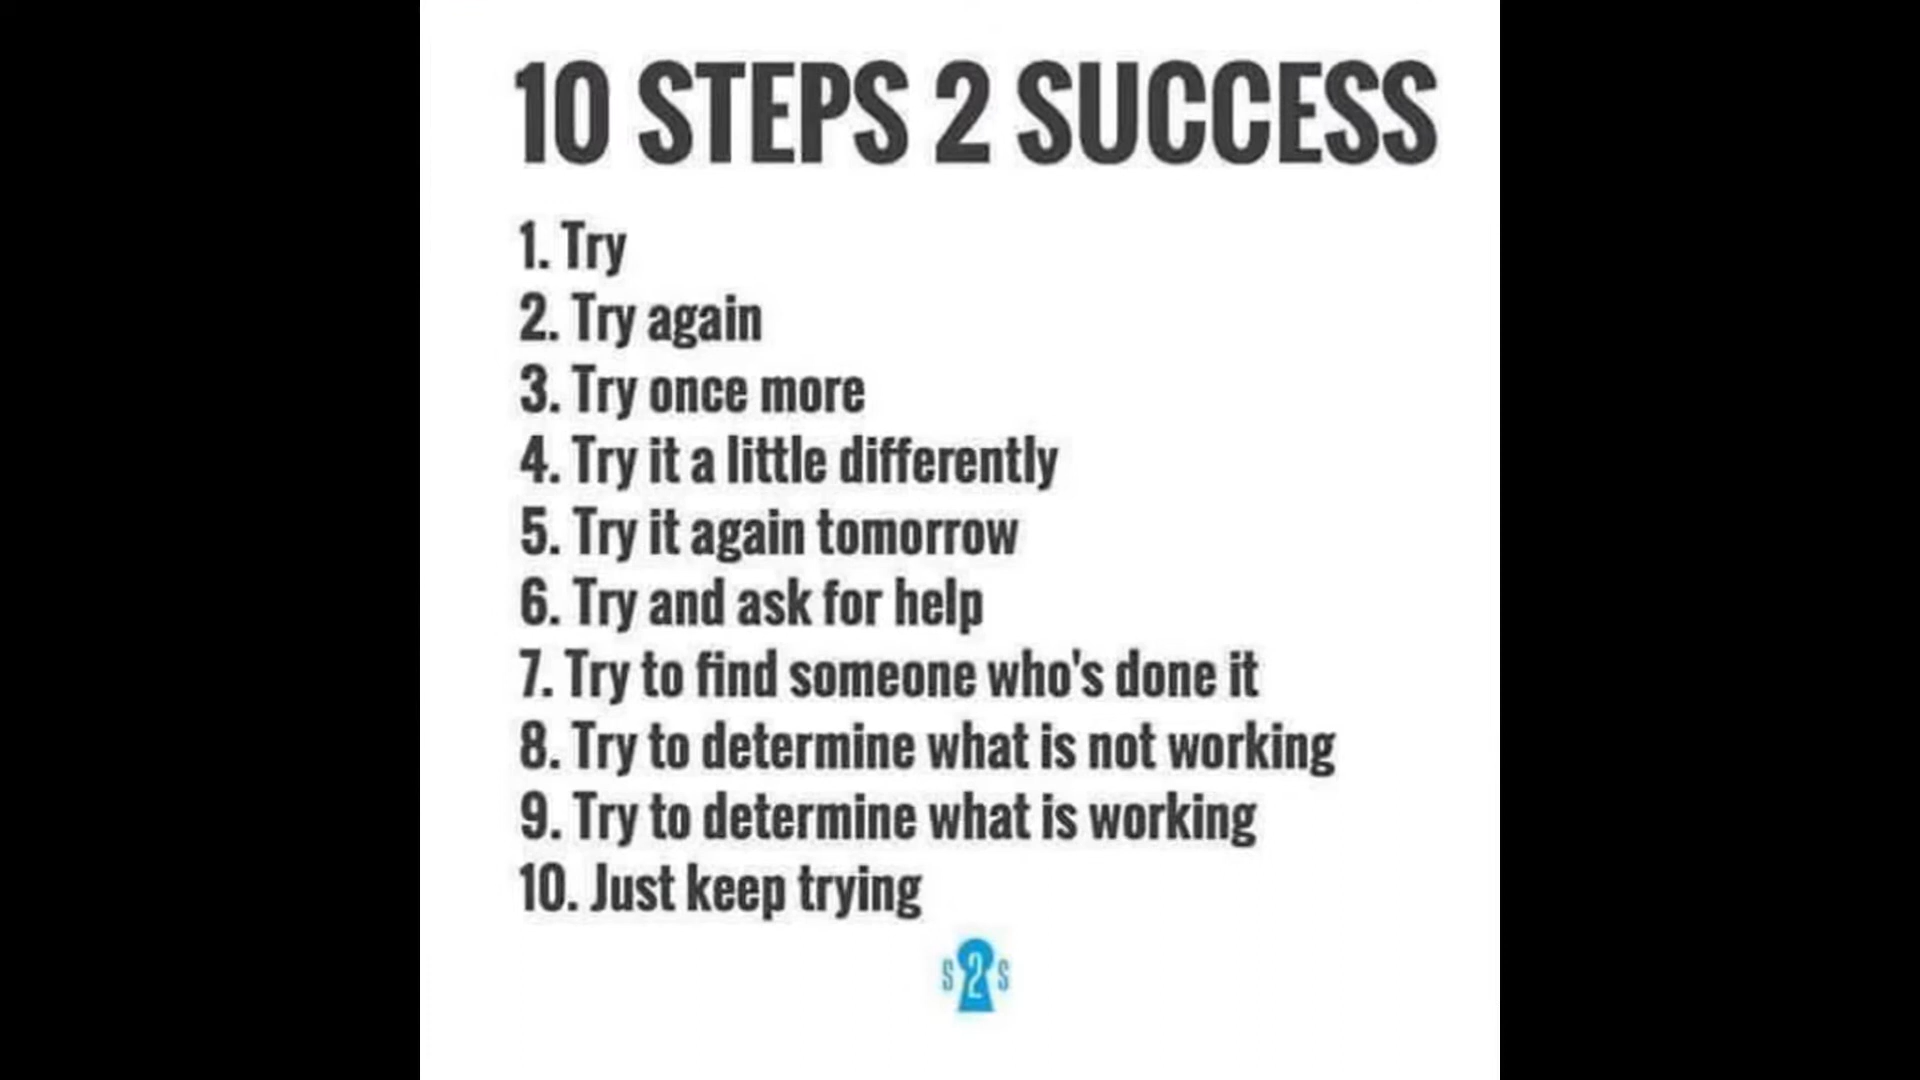 10 STEPS 2 SUCCESS
1. Try
2. Try again
3. Try once more
4. Try it a little differently
5. Try it again tomorrow
6. Try and ask for help
7. Try to find someone who's done it
8. Try to determine what is not working
9. Try to determine what is working
10. Just keep trying
S2S